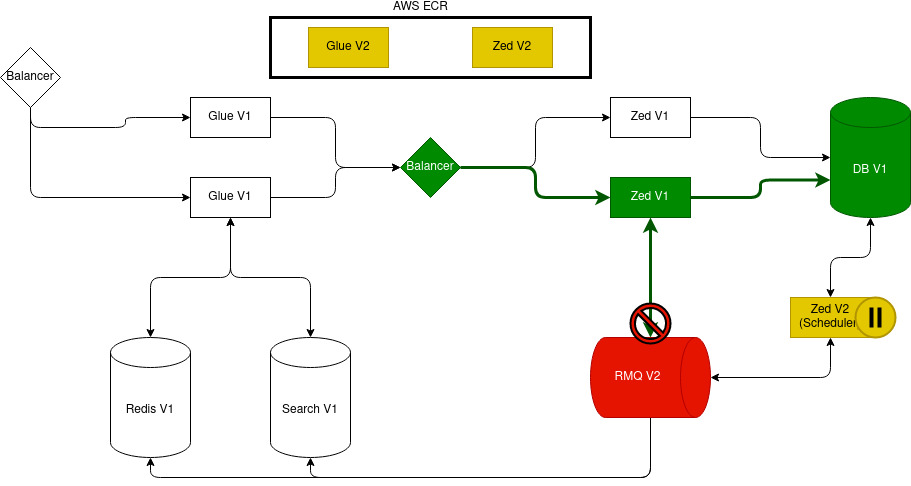 AWS ECR
Glue V2
Zed V2
Balancer
Glue V1
Zed V1
Balancer
DB V1
Glue V1
Zed V1
Zed V2
(Scheduler
RMQ V2
Redis V1
Search V1